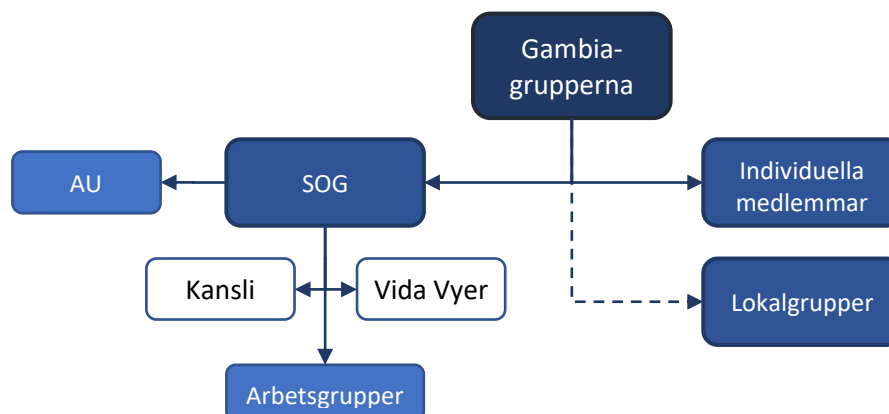 Gambia-
grupperna
AU
SOG
Individuella
medlemmar
Kansli
Vida Vyer
Lokalgrupper
Arbetsgrupper